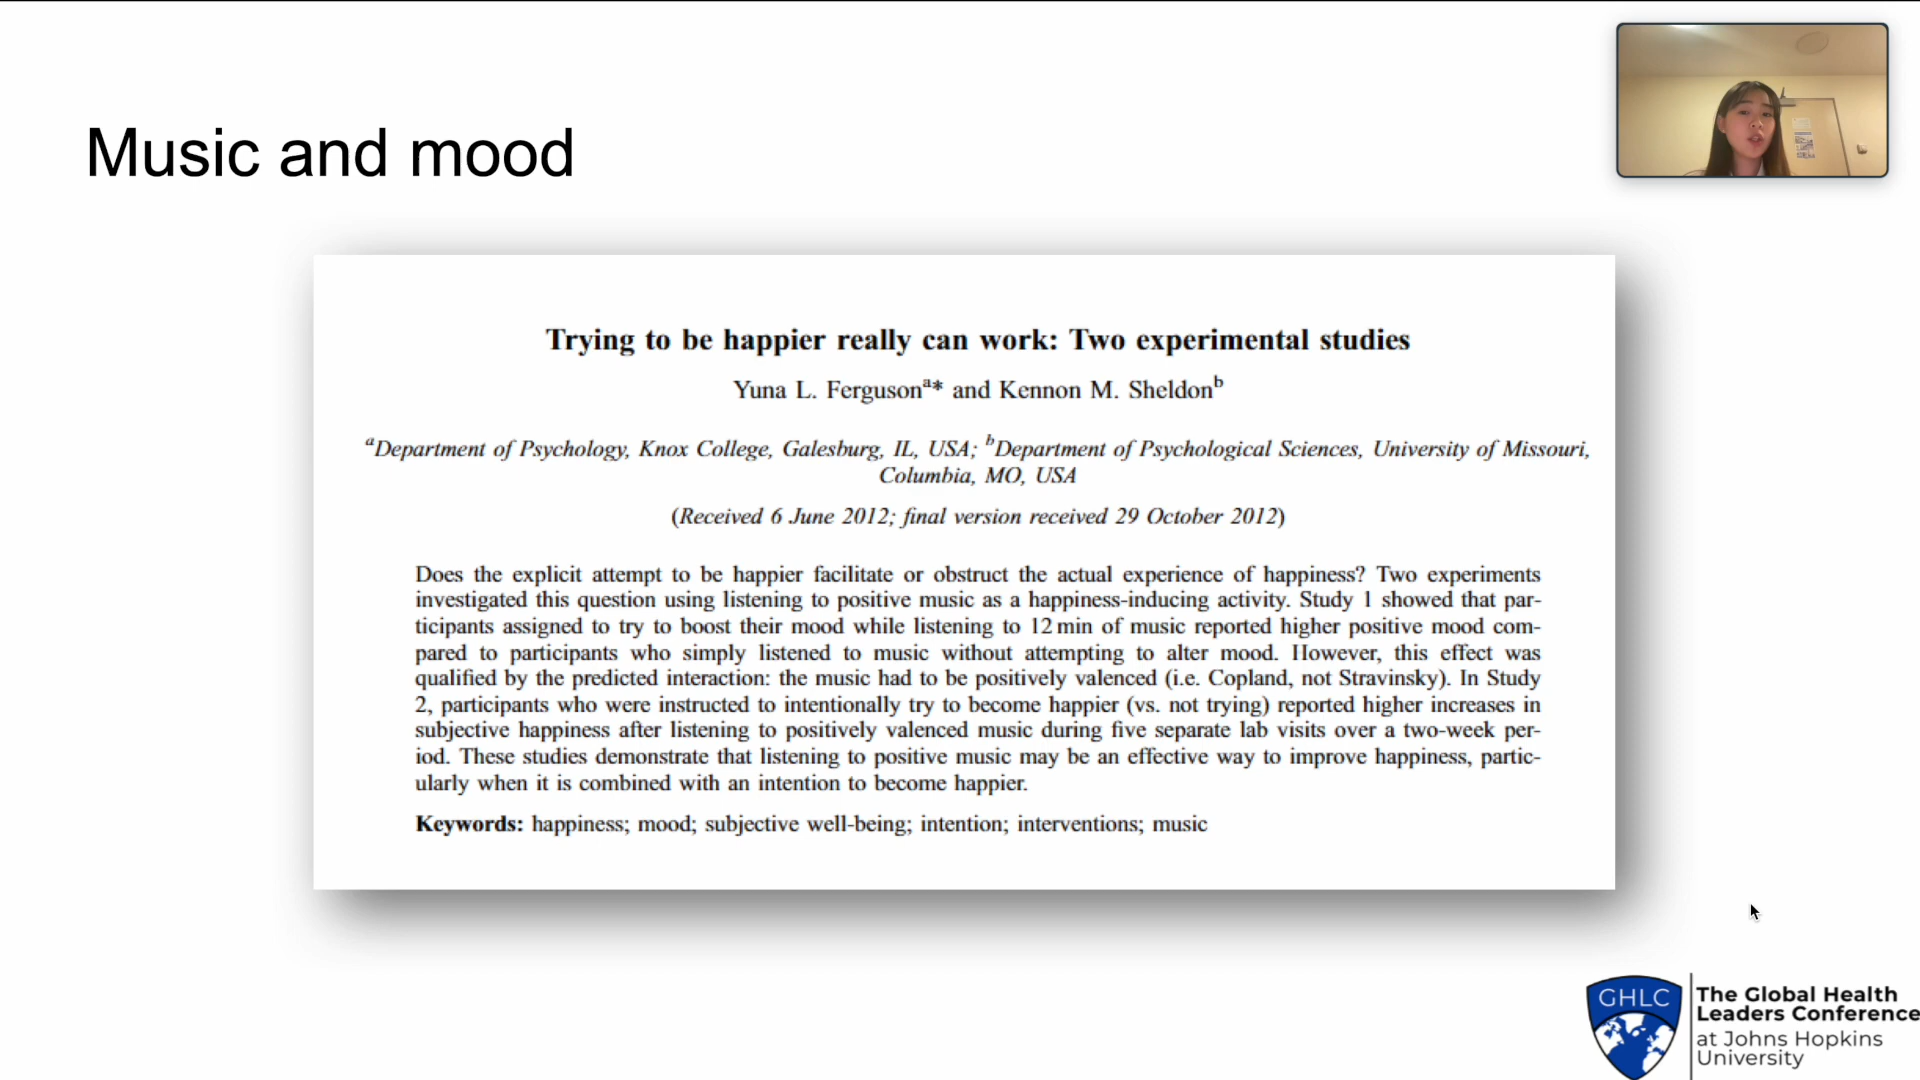 Music and mood
Trying to be happier really can work: Two experimental studies
Yuna L. Fergusona* and Kennon M. Sheldonb
aDepartment of Psychology, Knox College, Galesburg, IL, USA; bDepartment of Psychological Sciences, University of Missouri,
Columbia, MO, USA
(Received 6 June 2012; final version received 29 October 2012)
Does the explicit attempt to be happier facilitate or obstruct the actual experience of happiness? Two experiments
investigated this question using listening to positive music as a happiness-inducing activity. Study 1 showed that par-
ticipants assigned to try to boost their mood while listening to 12 min of music reported higher positive mood com-
pared to participants who simply listened to music without attempting to alter mood. However, this effect was
qualified by the predicted interaction: the music had to be positively valenced (i.e. Copland, not Stravinsky). In Study
2, participants who were instructed to intentionally try to become happier (vs. not trying) reported higher increases in
subjective happiness after listening to positively valenced music during five separate lab visits over a two-week per-
iod. These studies demonstrate that listening to positive music may be an effective way to improve happiness, partic-
ularly when it is combined with an intention to become happier.
Keywords: happiness; mood; subjective well-being; intention; interventions; music
GHLC
The Global Health
Leaders Conference
at Johns Hopkins
University